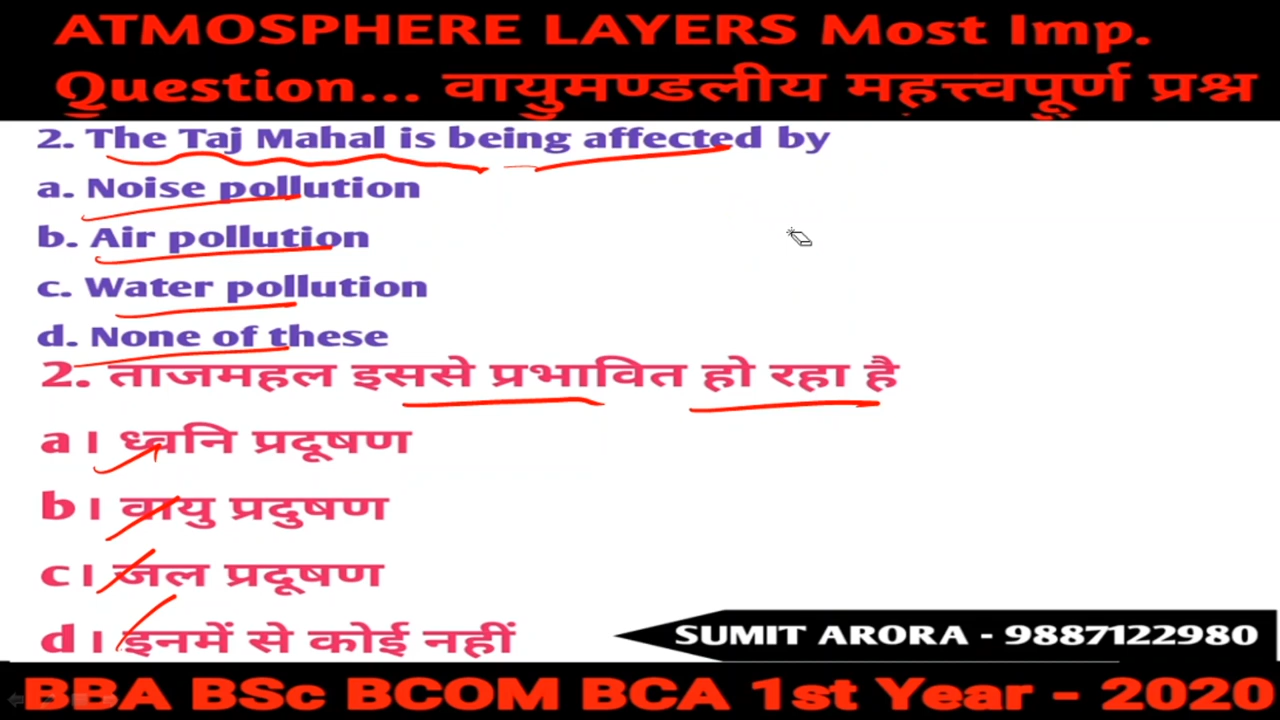 ATMOSPHERE LAYERS Most Imp.
Question... वायुमण्डलीय महत्त्वपूर्ण प्रश्न
2. The Taj Mahal is being affected by
a. Noise pollution
b. Air pollution
c. Water pollution
d. None of these
2. ताजमहल इससे प्रभावित हो रहा है
a । ध्वनि प्रदूषण
b । वायु प्रदुषण
c । जल प्रदूषण
d । इनमें से कोई नहीं
SUMIT ARORA - 9887122980
BBA BSc BCOM BCA 1st Year - 2020